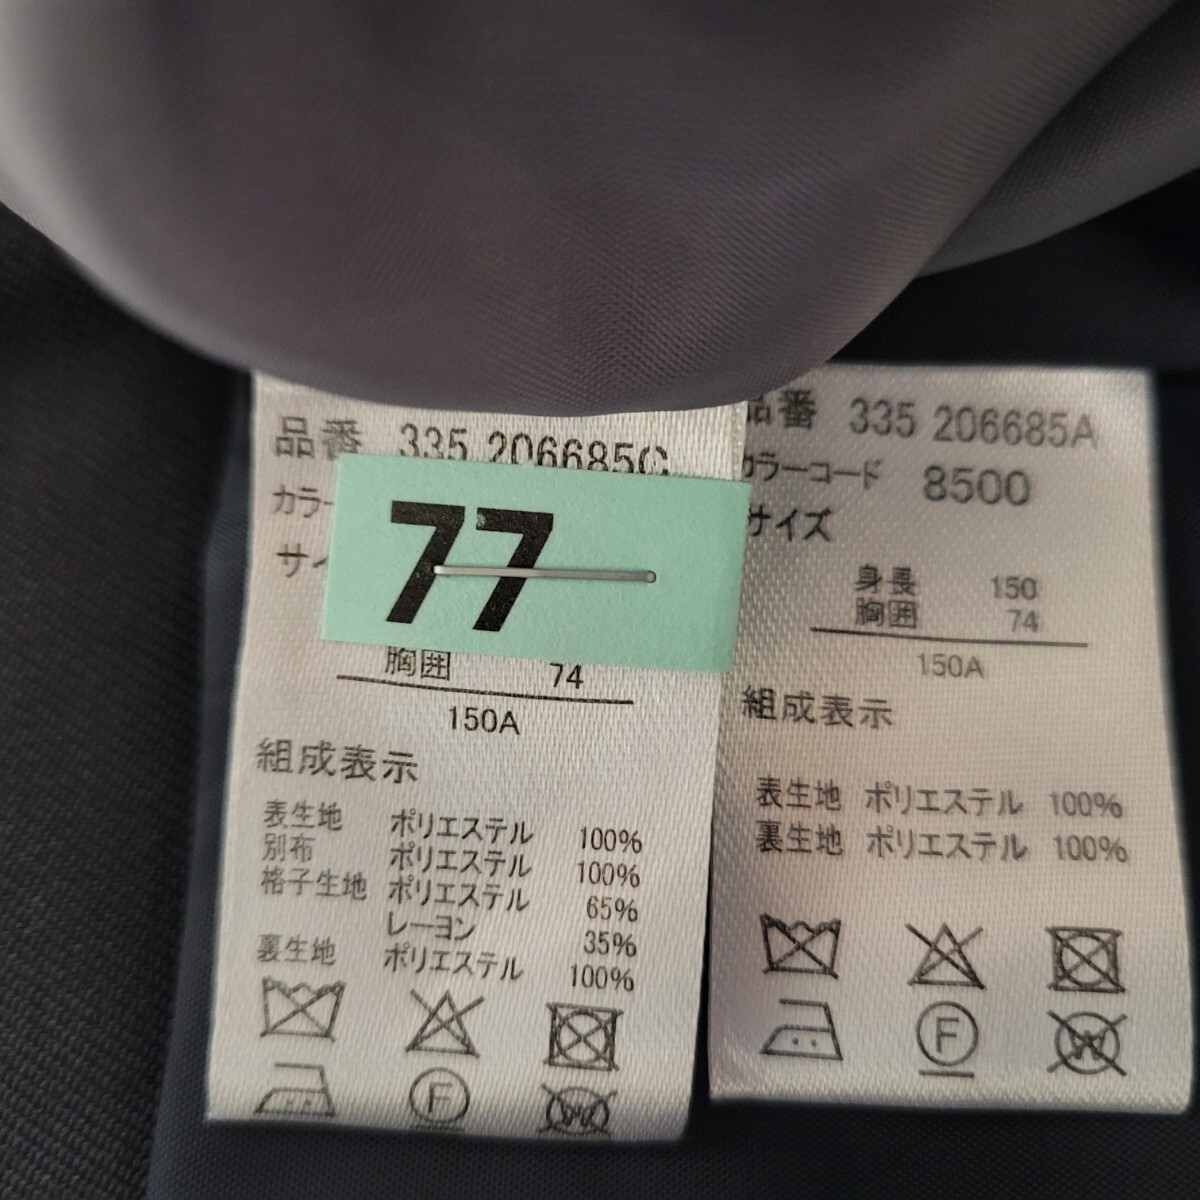 品番 335 206685C
カラー
サイ
77
胸囲 74
150A
組成表示
表生地 ポリエステル 100%
別布 ポリエステル 100%
格子生地 ポリエステル 65%
レーヨン 35%
裏生地 ポリエステル 100%
F
W
品番 335 206685A
カラーコード 8500
サイズ
身長 150
胸囲 74
150A
組成表示
表生地 ポリエステル 100%
裏生地 ポリエステル 100%
F
W